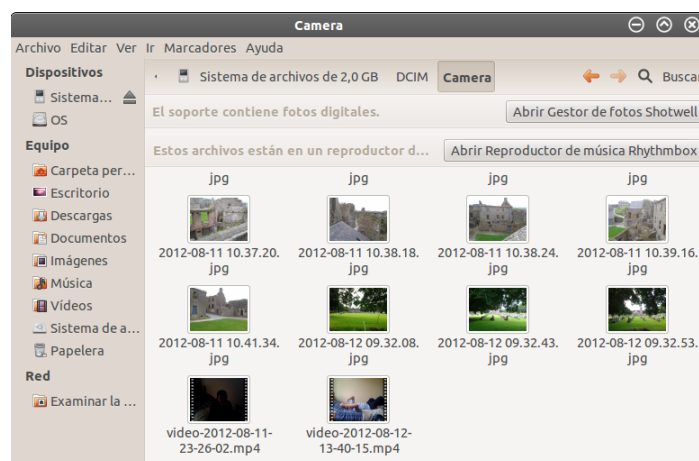 Camera
Archivo Editar Ver Ir Marcadores Ayuda
Dispositivos
Sistema...
OS
Equipo
Carpeta per...
Escritorio
Descargas
Documentos
Imágenes
Música
Vídeos
Sistema de a...
Papelera
Red
Examinar la ...
Sistema de archivos de 2,0 GB DCIM Camera Buscar
El soporte contiene fotos digitales. Abrir Gestor de fotos Shotwell
Estos archivos están en un reproductor d... Abrir Reproductor de música Rhythmbox
jpg jpg jpg jpg
2012-08-11 10.37.20. 2012-08-11 10.38.18. 2012-08-11 10.38.24. 2012-08-11 10.39.16.
jpg jpg jpg jpg
2012-08-11 10.41.34. 2012-08-12 09.32.08. 2012-08-12 09.32.43. 2012-08-12 09.32.53.
jpg jpg jpg jpg
video-2012-08-11- video-2012-08-12-
23-26-02.mp4 13-40-15.mp4